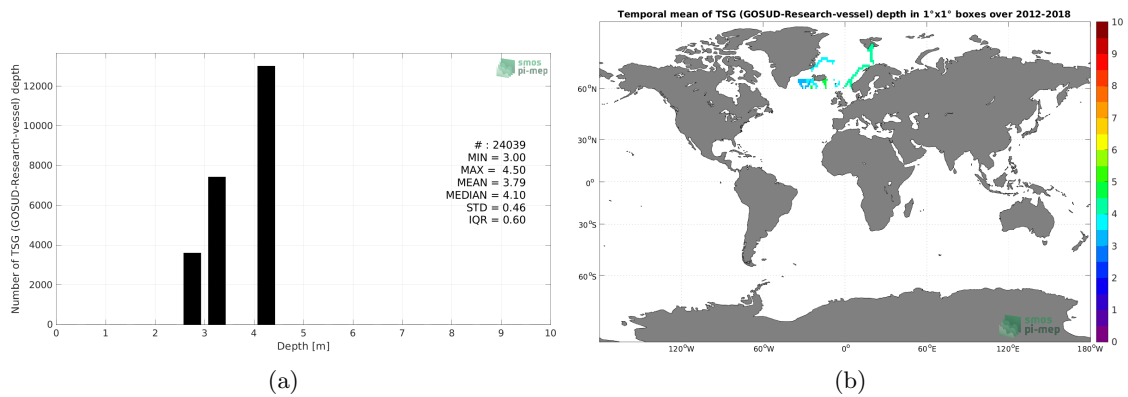 smos
pi-mep
Number of TSG (GOSUD-Research-vessel) depth
12000
10000
8000
6000
4000
2000
0
# : 24039
MIN = 3.00
MAX = 4.50
MEAN = 3.79
MEDIAN = 4.10
STD = 0.46
IQR = 0.60
0 1 2 3 4 5 6 7 8 9 10
Depth [m]
(a)
Temporal mean of TSG (GOSUD-Research-vessel) depth in 1°x1° boxes over 2012-2018
60°N
30°N
0°
30°S
60°S
120°W 60°W 0° 60°E 120°E 180°W
10
9
8
7
6
5
4
3
2
1
0
smos
pi-mep
(b)